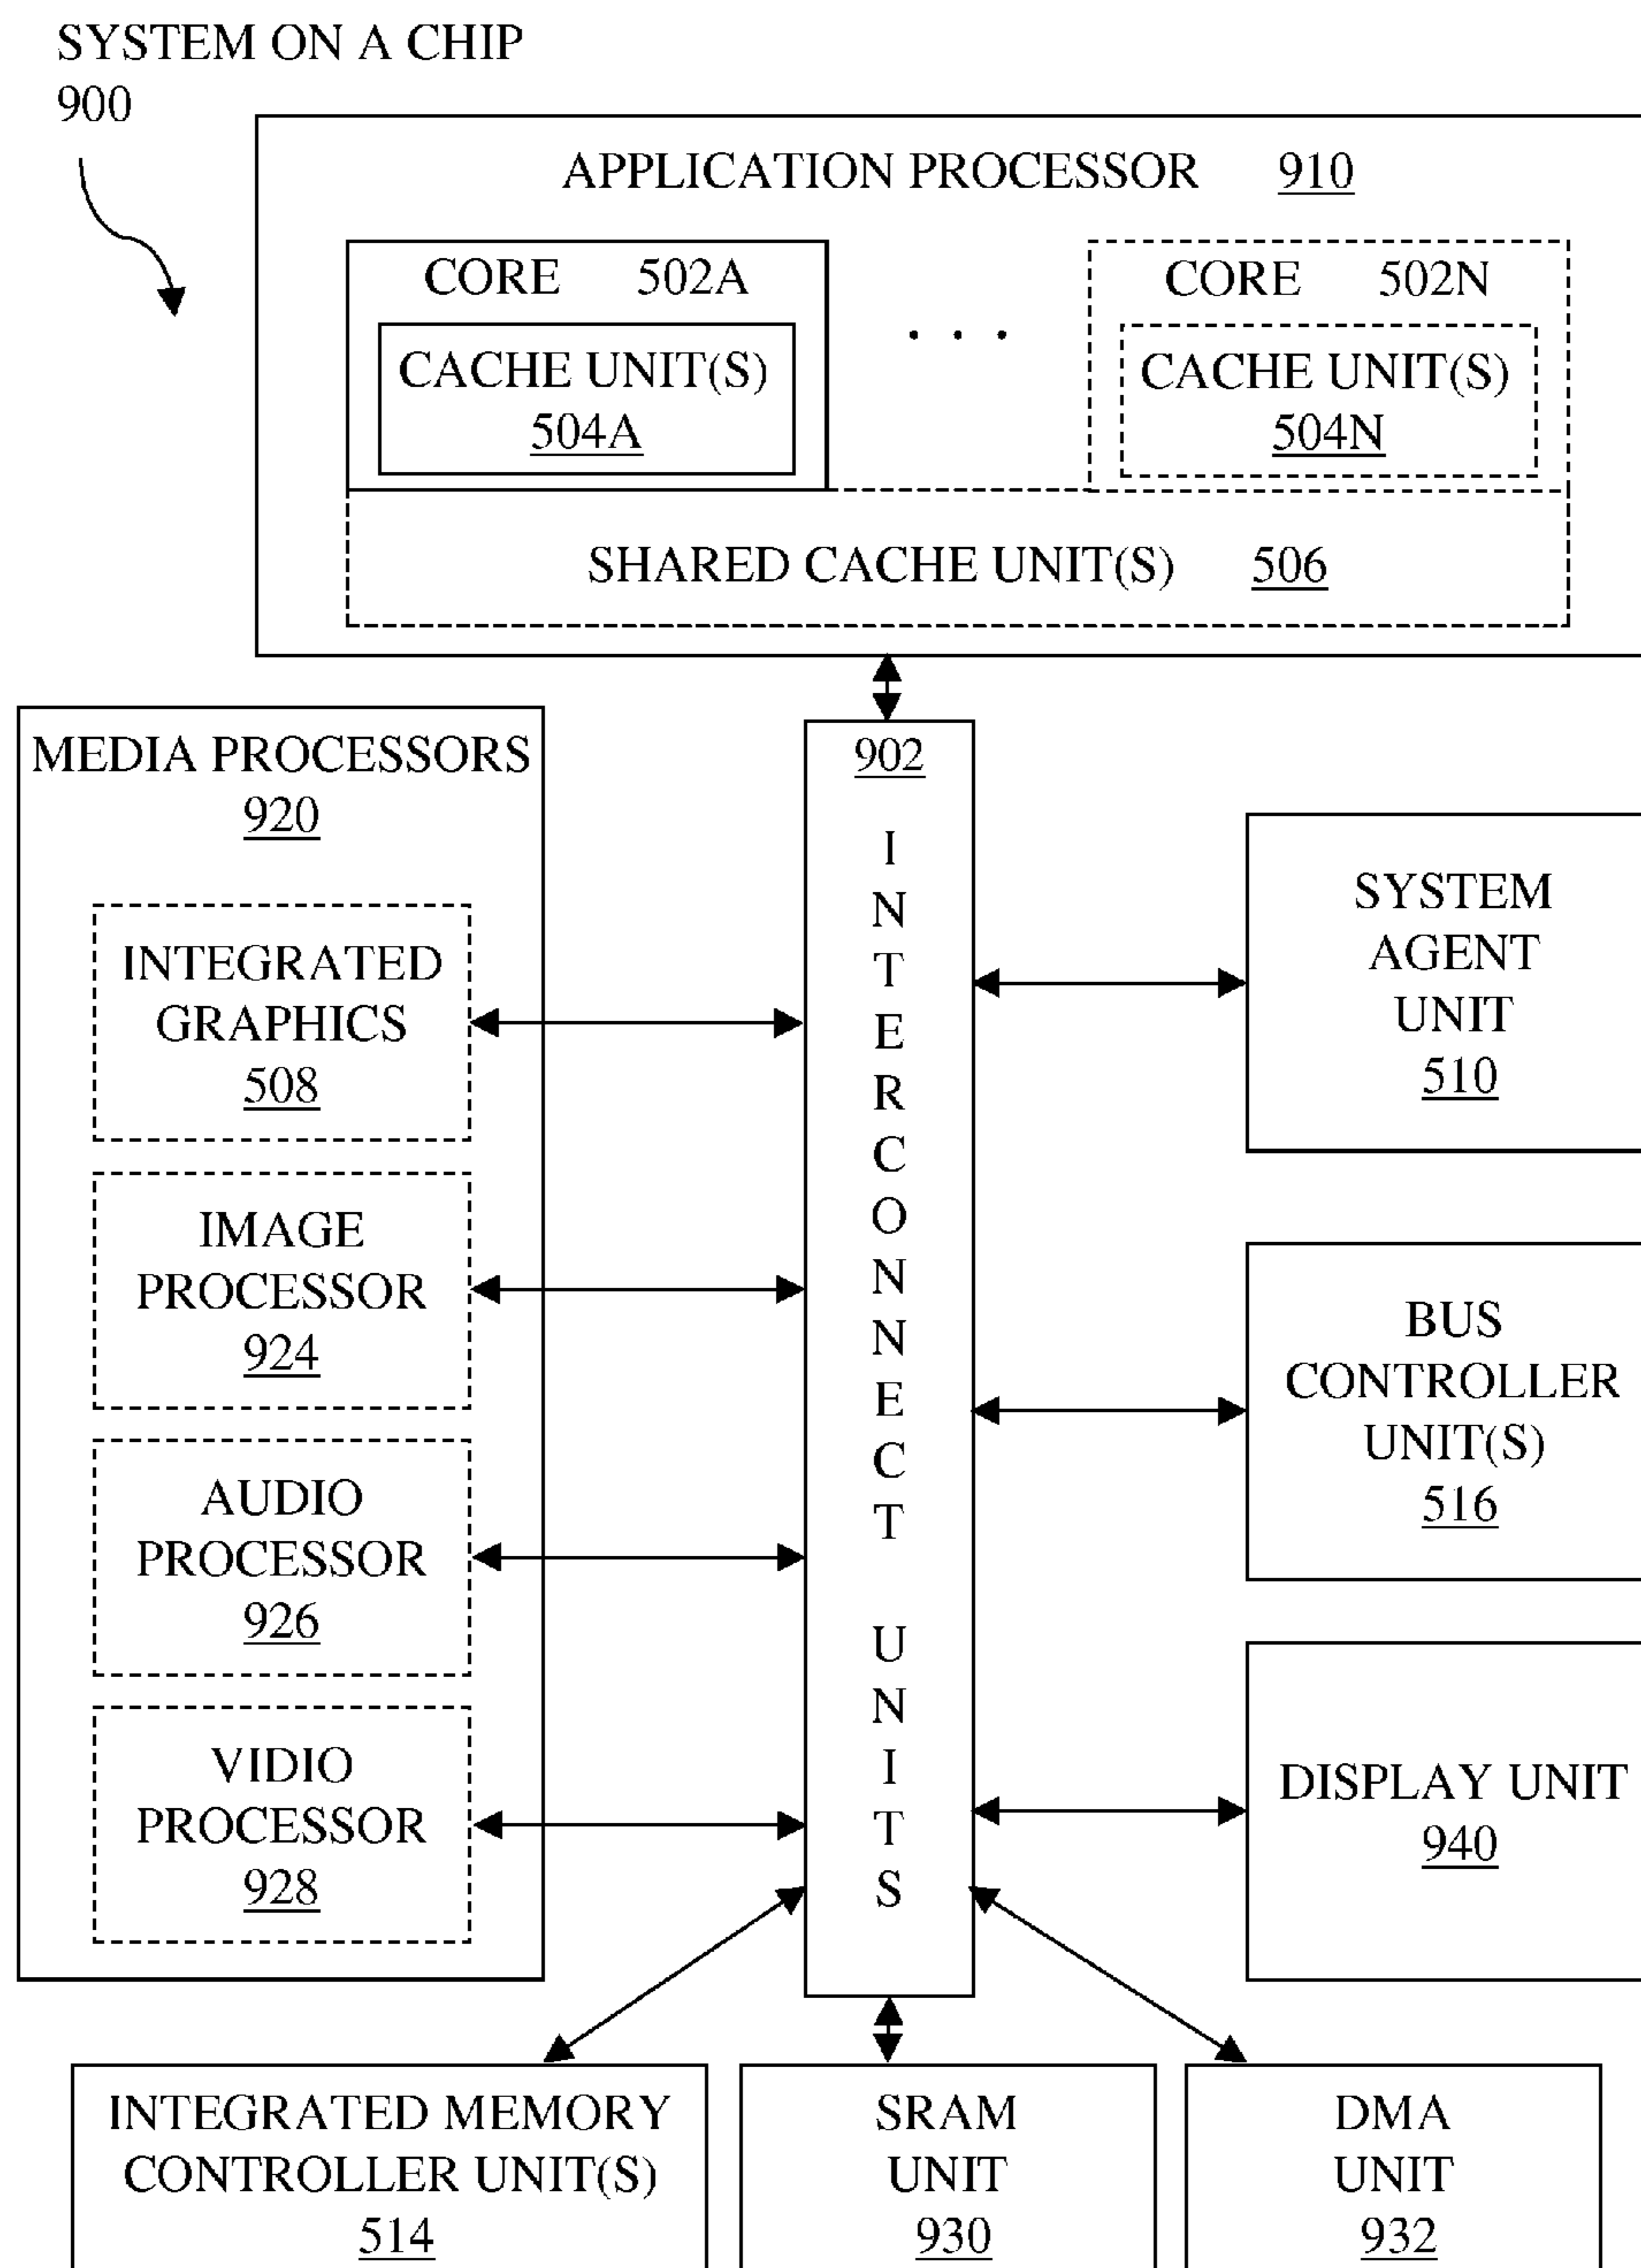 SYSTEM ON A CHIP
900
APPLICATION PROCESSOR 910
CORE 502A
CACHE UNIT(S)
504A
. . .
CORE 502N
CACHE UNIT(S)
504N
SHARED CACHE UNIT(S) 506
MEDIA PROCESSORS
920
INTEGRATED
GRAPHICS
508
IMAGE
PROCESSOR
924
AUDIO
PROCESSOR
926
VIDIO
PROCESSOR
928
902
INTERCONNECT UNITS
SYSTEM
AGENT
UNIT
510
BUS
CONTROLLER
UNIT(S)
516
DISPLAY UNIT
940
INTEGRATED MEMORY
CONTROLLER UNIT(S)
514
SRAM
UNIT
930
DMA
UNIT
932